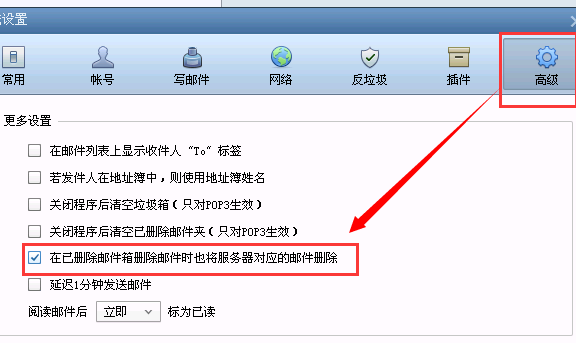 设置
常用
帐号
写邮件
网络
反垃圾
插件
高级
更多设置
在邮件列表上显示收件人 "To" 标签
若发件人在地址簿中，则使用地址簿姓名
关闭程序后清空垃圾箱（只对POP3生效）
关闭程序后清空已删除邮件夹（只对POP3生效）
在已删除邮件箱删除邮件时也将服务器对应的邮件删除
延迟1分钟发送邮件
阅读邮件后 立即 标为已读